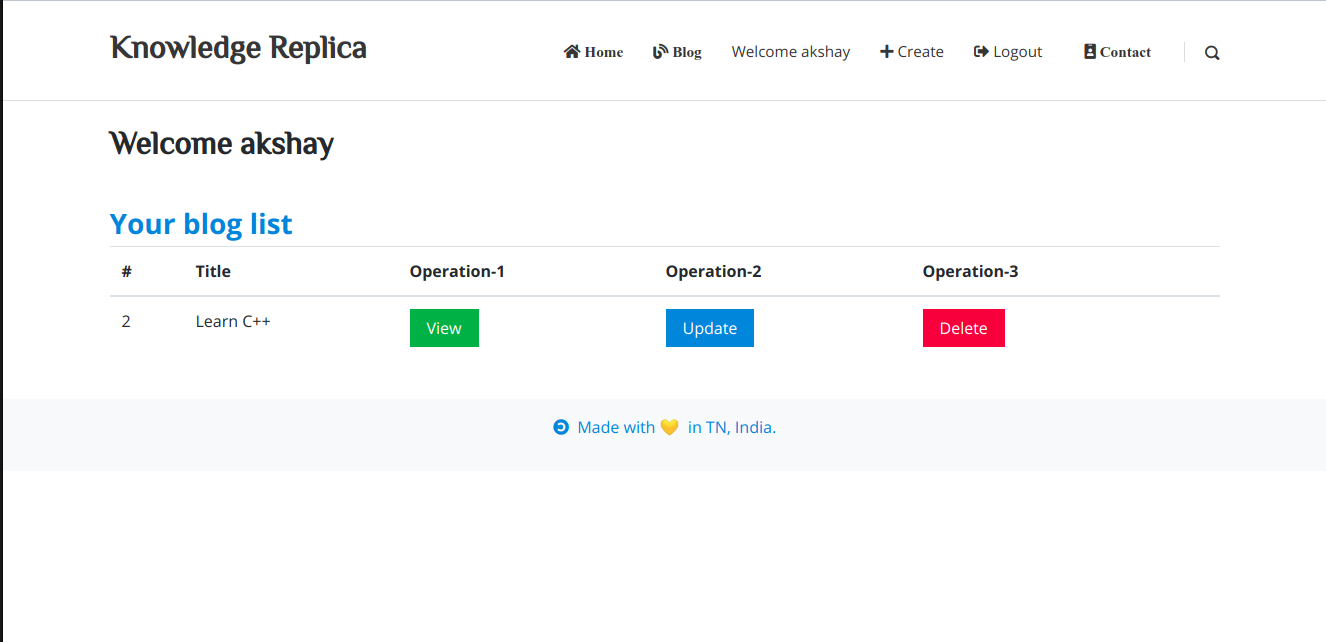 Knowledge Replica Home Blog Welcome akshay Create Logout Contact
Welcome akshay
Your blog list
# Title Operation-1 Operation-2 Operation-3
2 Learn C++ View Update Delete
Made with 💛 in TN, India.